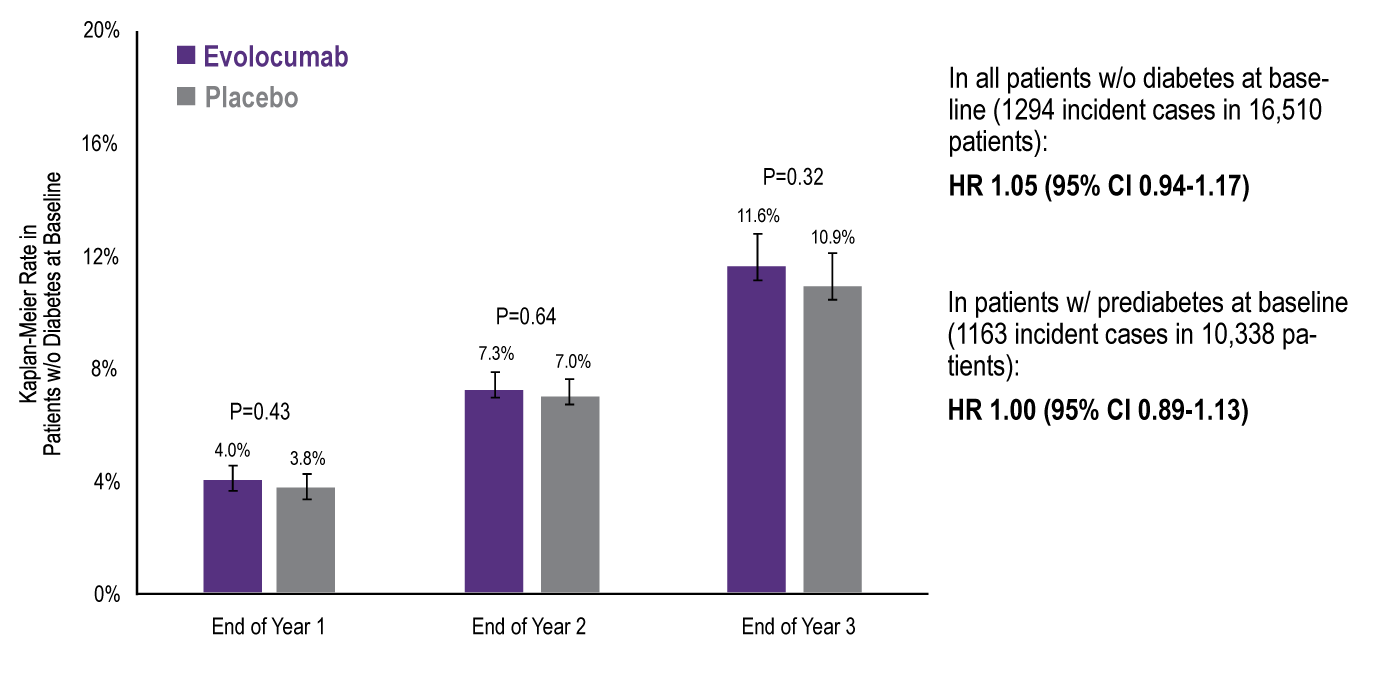 20%
16%
12%
8%
4%
0%
Kaplan-Meier Rate in
Patients w/o Diabetes at Baseline
Evolocumab
Placebo
P=0.43
4.0%
3.8%
P=0.64
7.3%
7.0%
P=0.32
11.6%
10.9%
End of Year 1
End of Year 2
End of Year 3
In all patients w/o diabetes at base-
line (1294 incident cases in 16,510
patients):
HR 1.05 (95% CI 0.94-1.17)
In patients w/ prediabetes at baseline
(1163 incident cases in 10,338 pa-
tients):
HR 1.00 (95% CI 0.89-1.13)